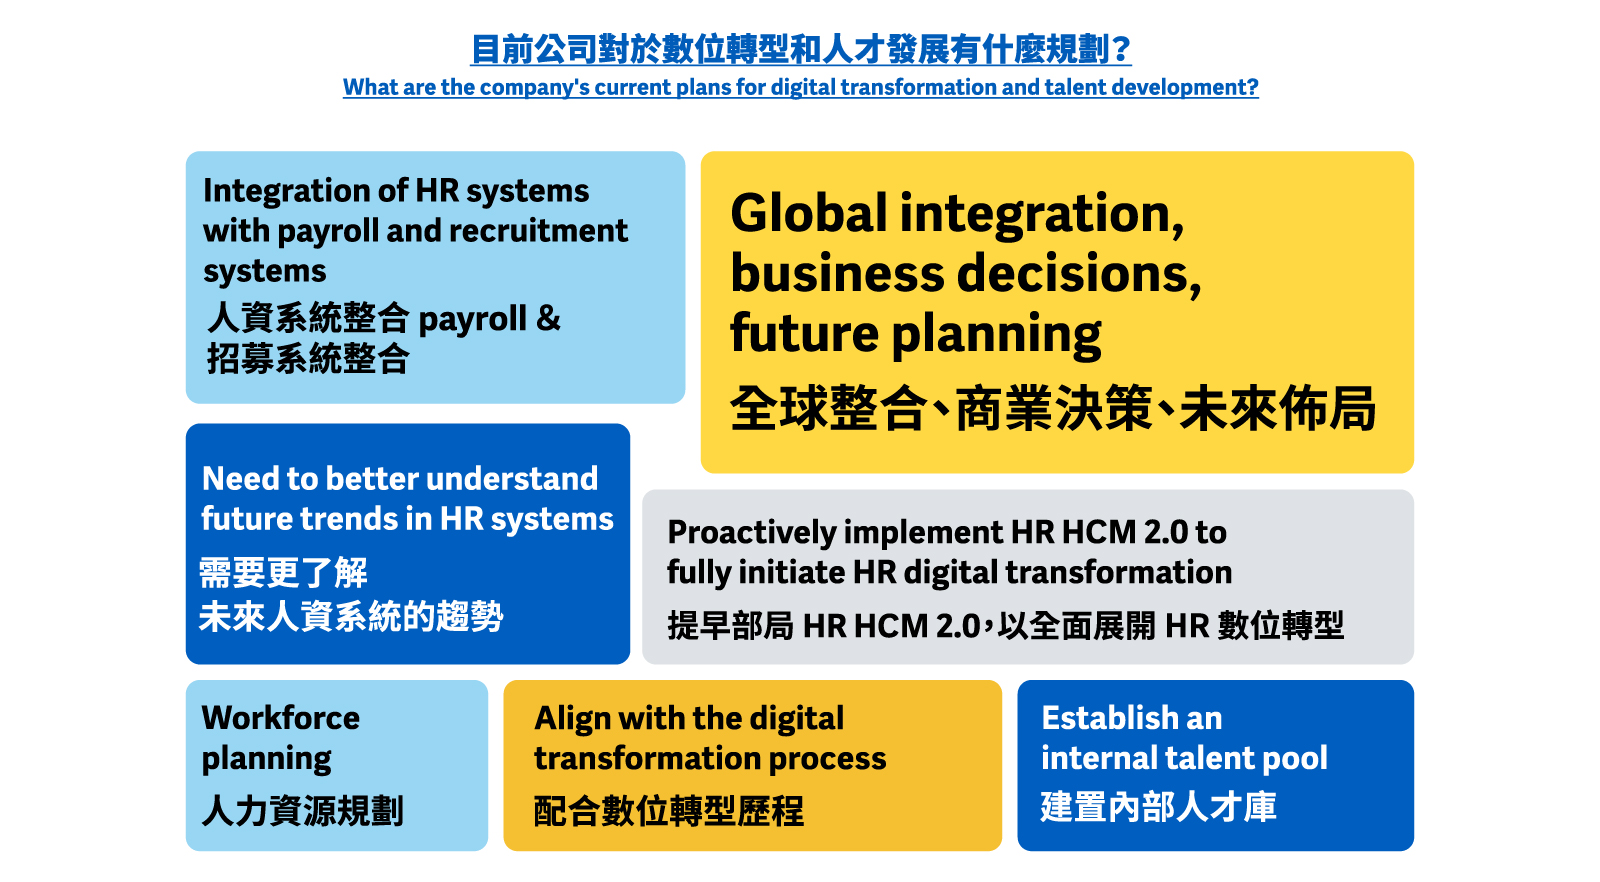 目前公司對於數位轉型和人才發展有什麼規劃？
What are the company's current plans for digital transformation and talent development?
Integration of HR systems
with payroll and recruitment
systems
人資系統整合 payroll &
招募系統整合
Global integration,
business decisions,
future planning
全球整合、商業決策、未來佈局
Need to better understand
future trends in HR systems
需要更了解
未來人資系統的趨勢
Proactively implement HR HCM 2.0 to
fully initiate HR digital transformation
提早部局 HR HCM 2.0，以全面展開 HR 數位轉型
Workforce
planning
人力資源規劃
Align with the digital
transformation process
配合數位轉型歷程
Establish an
internal talent pool
建置內部人才庫